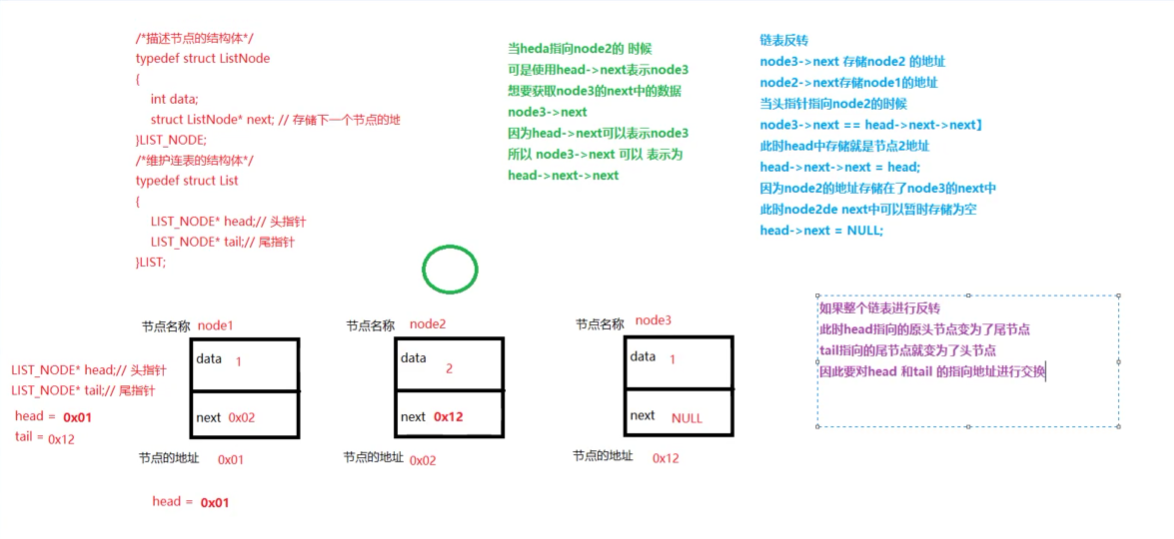 /*描述节点的结构体*/
typedef struct ListNode
{
int data;
struct ListNode* next; // 存储下一个节点的地
}LIST_NODE;
/*维护连表的结构体*/
typedef struct List
{
LIST_NODE* head;// 头指针
LIST_NODE* tail;// 尾指针
}LIST;
当heda指向node2的 时候
可是使用head->next表示node3
想要获取node3的next中的数据
node3->next
因为head->next可以表示node3
所以 node3->next 可以 表示为
head->next->next
链表反转
node3->next 存储node2 的地址
node2->next存储node1的地址
当头指针指向node2的时候
node3->next == head->next->next】
此时head中存储就是节点2地址
head->next->next = head;
因为node2的地址存储在了node3的next中
此时node2de next中可以暂时存储为空
head->next = NULL;
如果整个链表进行反转
此时head指向的原头节点变为了尾节点
tail指向的尾节点就变为了头节点
因此要对head 和tail 的指向地址进行交换
LIST_NODE* head;// 头指针
LIST_NODE* tail;// 尾指针
head = 0x01
tail = 0x12
节点名称 node1
data 1
next 0x02
节点的地址 0x01
head = 0x01
节点名称 node2
data 2
next 0x12
节点的地址 0x02
节点名称 node3
data 1
next NULL
节点的地址 0x12